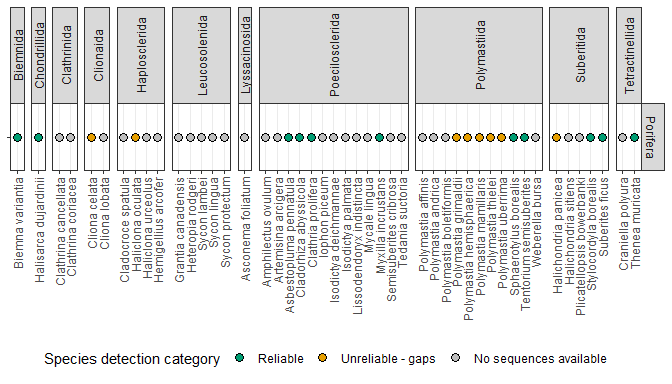 Biemnida
Chondrillida
Clathrinida
Clionaida
Haplosclerida
Leucosolenida
Lyssacinosida
Poecilosclerida
Polymastiida
Suberitida
Tetractinellida
Porifera
Biemna variantia
Halisarca dujardinii
Clathrina cancellata
Clathrina coriacea
Cliona celata
Cliona lobata
Cladocroce spatula
Haliclona oculata
Haliclona urceolus
Hemigellius arcofer
Grantia canadensis
Heteropia rodgeri
Sycon lambei
Sycon lingua
Sycon protectum
Asconema foliatum
Amphilectus ovulum
Artemisina arcigera
Asbestopluma pennatula
Cladorhiza abyssicola
Clathria prolifera
Iophon piceum
Isodictya deichmannae
Isodictya palmata
Lissodendoryx indistincta
Mycale lingua
Myxilla incrustans
Semisuberites cribrosa
Tedania suctoria
Polymastia affinis
Polymastia andrica
Polymastia boletiformis
Polymastia grimaldii
Polymastia hemisphaerica
Polymastia mamillaris
Polymastia thielei
Polymastia uberrima
Sphaerotylus borealis
Tentorium semisuberites
Weberella bursa
Halichondria panicea
Halichondria sitiens
Plicatellopsis bowerbanki
Stylocordyla borealis
Suberites ficus
Craniella polyura
Thenea muricata
Species detection category Reliable Unreliable - gaps No sequences available